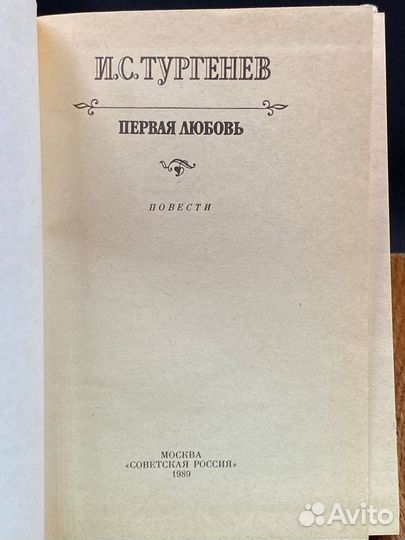 И.С.ТУРГЕНЕВ
ПЕРВАЯ ЛЮБОВЬ
ПОВЕСТИ
МОСКВА
«СОВЕТСКАЯ РОССИЯ»
1989
Avito